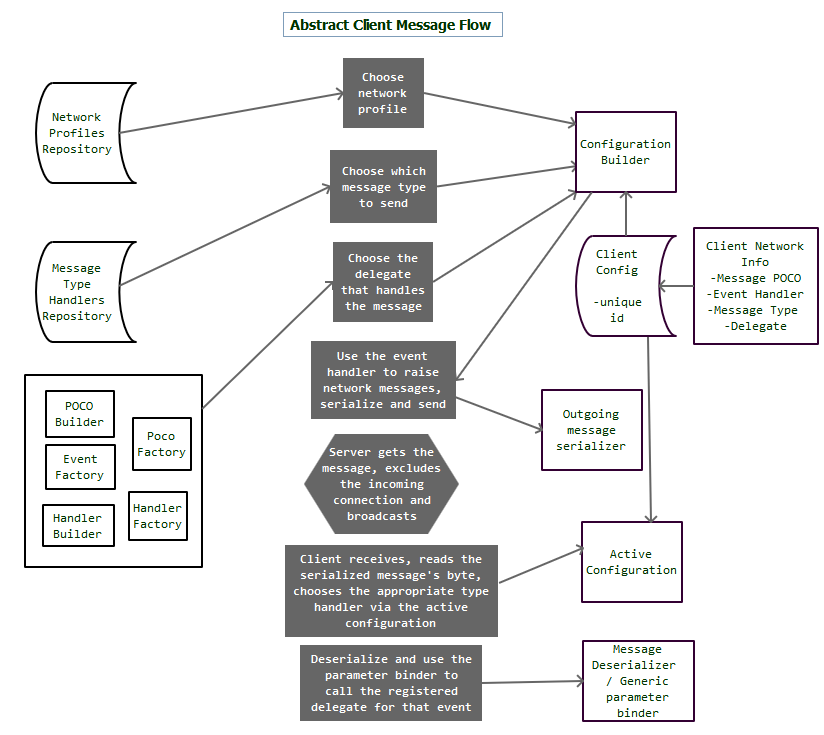 Abstract Client Message Flow
Choose
network
profile
Network
Profiles
Repository
Configuration
Builder
Choose which
message type
to send
Message
Type
Handlers
Repository
Choose the
delegate
that handles
the message
Client
Config
-unique
id
Client Network
Info
-Message POCO
-Event Handler
-Message Type
-Delegate
Use the event
handler to raise
network messages,
serialize and send
POCO
Builder
Poco
Factory
Event
Factory
Handler
Builder
Handler
Factory
Outgoing
message
serializer
Server gets the
message, excludes
the incoming
connection and
broadcasts
Client receives, reads the
serialized message's byte,
chooses the appropriate type
handler via the active
configuration
Active
Configuration
Deserialize and use the
parameter binder to
call the registered
delegate for that event
Message
Deserializer
/ Generic
parameter
binder